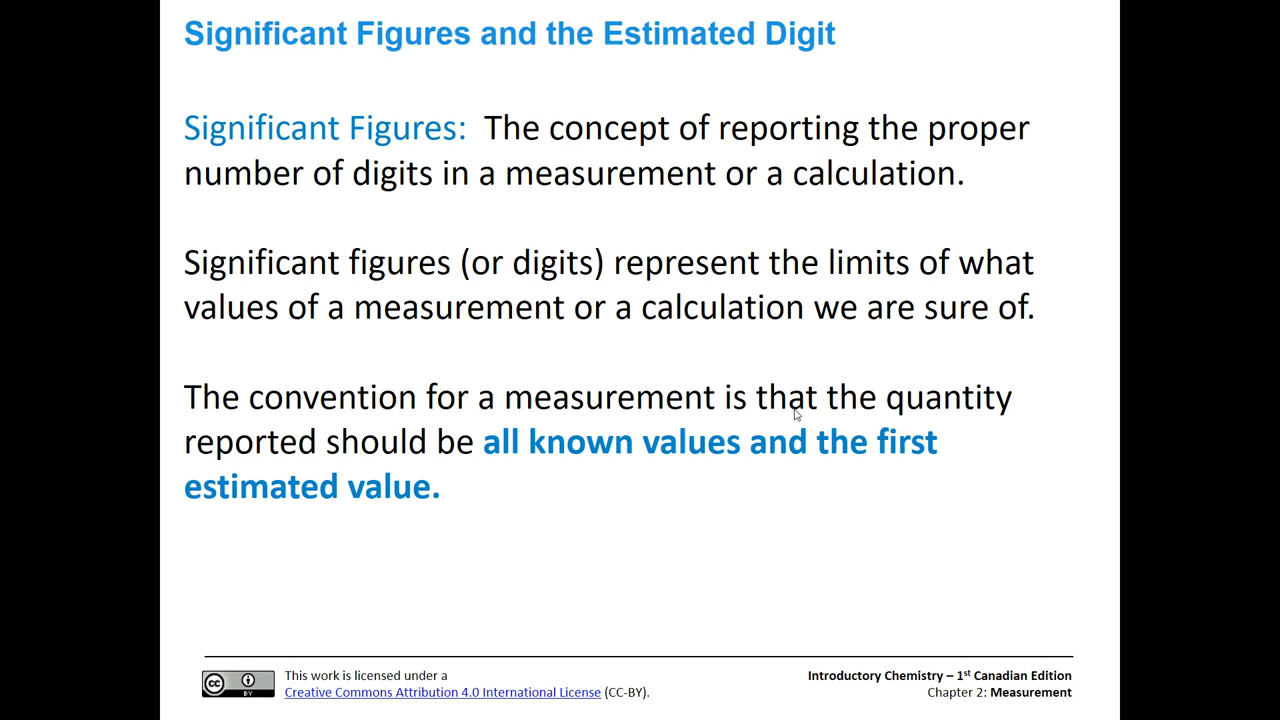 Significant Figures and the Estimated Digit
Significant Figures: The concept of reporting the proper
number of digits in a measurement or a calculation.
Significant figures (or digits) represent the limits of what
values of a measurement or a calculation we are sure of.
The convention for a measurement is that the quantity
reported should be all known values and the first
estimated value.
cc BY
This work is licensed under a
Creative Commons Attribution 4.0 International License (CC-BY).
Introductory Chemistry – 1st Canadian Edition
Chapter 2: Measurement